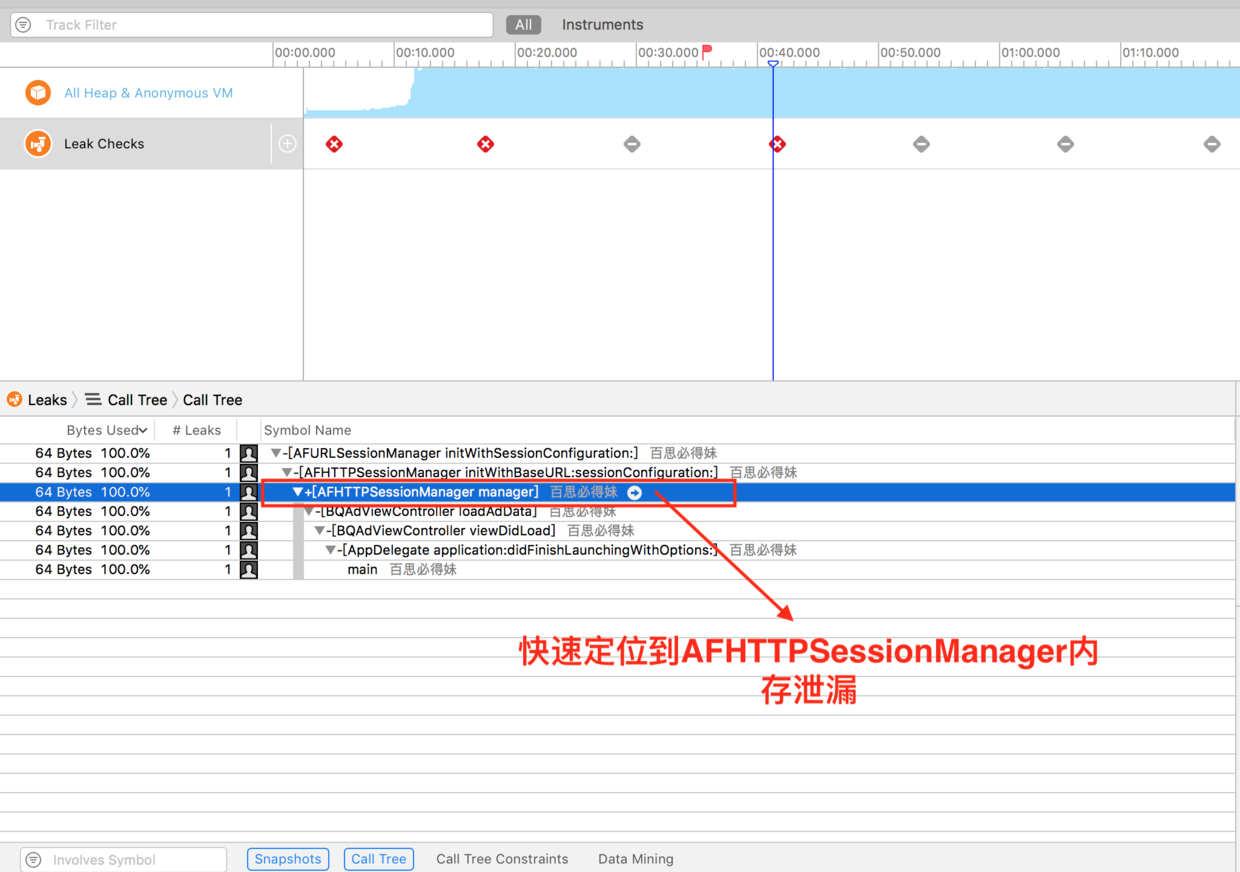 Track Filter
All Instruments
00:00.000 00:10.000 00:20.000 00:30.000 00:40.000 00:50.000 01:00.000 01:10.000
All Heap & Anonymous VM
Leak Checks
Leaks Call Tree Call Tree
Bytes Used # Leaks Symbol Name
64 Bytes 100.0% 1 -[AFURLSessionManager initWithSessionConfiguration:] 百思必得妹
64 Bytes 100.0% 1 -[AFHTTPSessionManager initWithBaseURL:sessionConfiguration:] 百思必得妹
64 Bytes 100.0% 1 +[AFHTTPSessionManager manager] 百思必得妹
64 Bytes 100.0% 1 -[BQAdViewController loadAdData] 百思必得妹
64 Bytes 100.0% 1 -[BQAdViewController viewDidLoad] 百思必得妹
64 Bytes 100.0% 1 -[AppDelegate application:didFinishLaunchingWithOptions:] 百思必得妹
64 Bytes 100.0% 1 main 百思必得妹
快速定位到AFHTTPSessionManager内
存泄漏
Involves Symbol Snapshots Call Tree Call Tree Constraints Data Mining